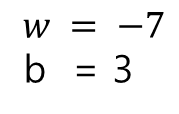 w = −7
b = 3